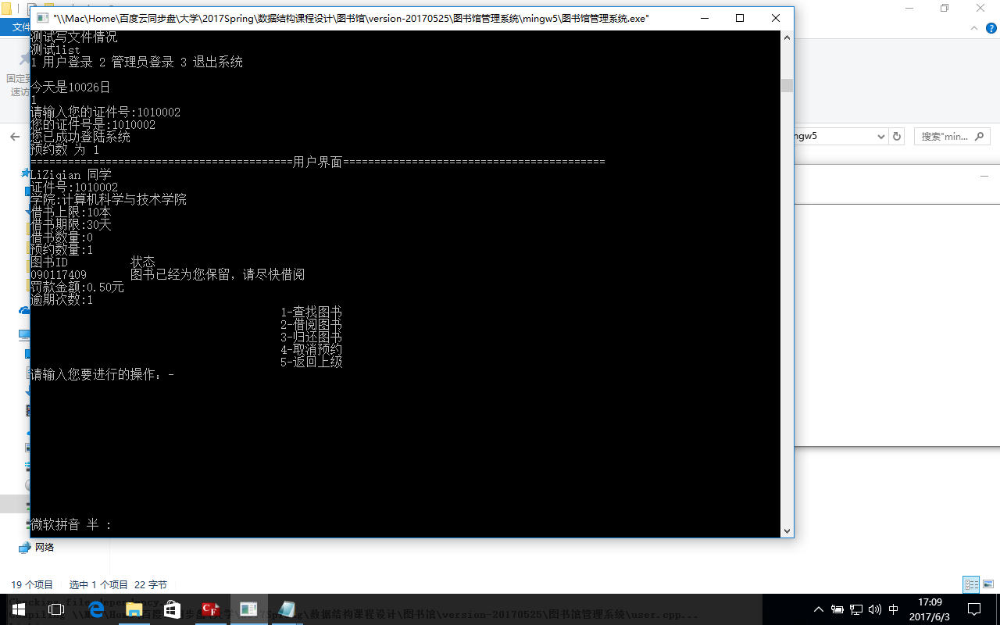 "\\Mac\Home\百度云同步盘\大学\2017Spring\数据结构课程设计\图书馆\version-20170525\图书馆管理系统\mingw5\图书馆管理系统.exe"
文件
测试写文件情况
测试list
1 用户登录 2 管理员登录 3 退出系统
固定到
速访
今天是10026日
1
请输入您的证件号:1010002
您的证件号是:1010002
您已成功登陆系统
预约数 为 1
ngw5
搜索"min...
==========================================用户界面==========================================
LiZiqian 同学
证件号:1010002
学院:计算机科学与技术学院
借书上限:10本
借书期限:30天
借书数量:0
预约数量:1
图书ID 状态
090117409 图书已经为您保留，请尽快借阅
罚款金额:0.50元
逾期次数:1
1-查找图书
2-借阅图书
3-归还图书
4-取消预约
5-返回上级
请输入您要进行的操作：-
微软拼音 半 :
网络
19 个项目 选中 1 个项目 22 字节
Checking file dependency...
\数据结构课程设计\图书馆\version-20170525\图书馆管理系统\user.cpp...
中
17:09
2017/6/3